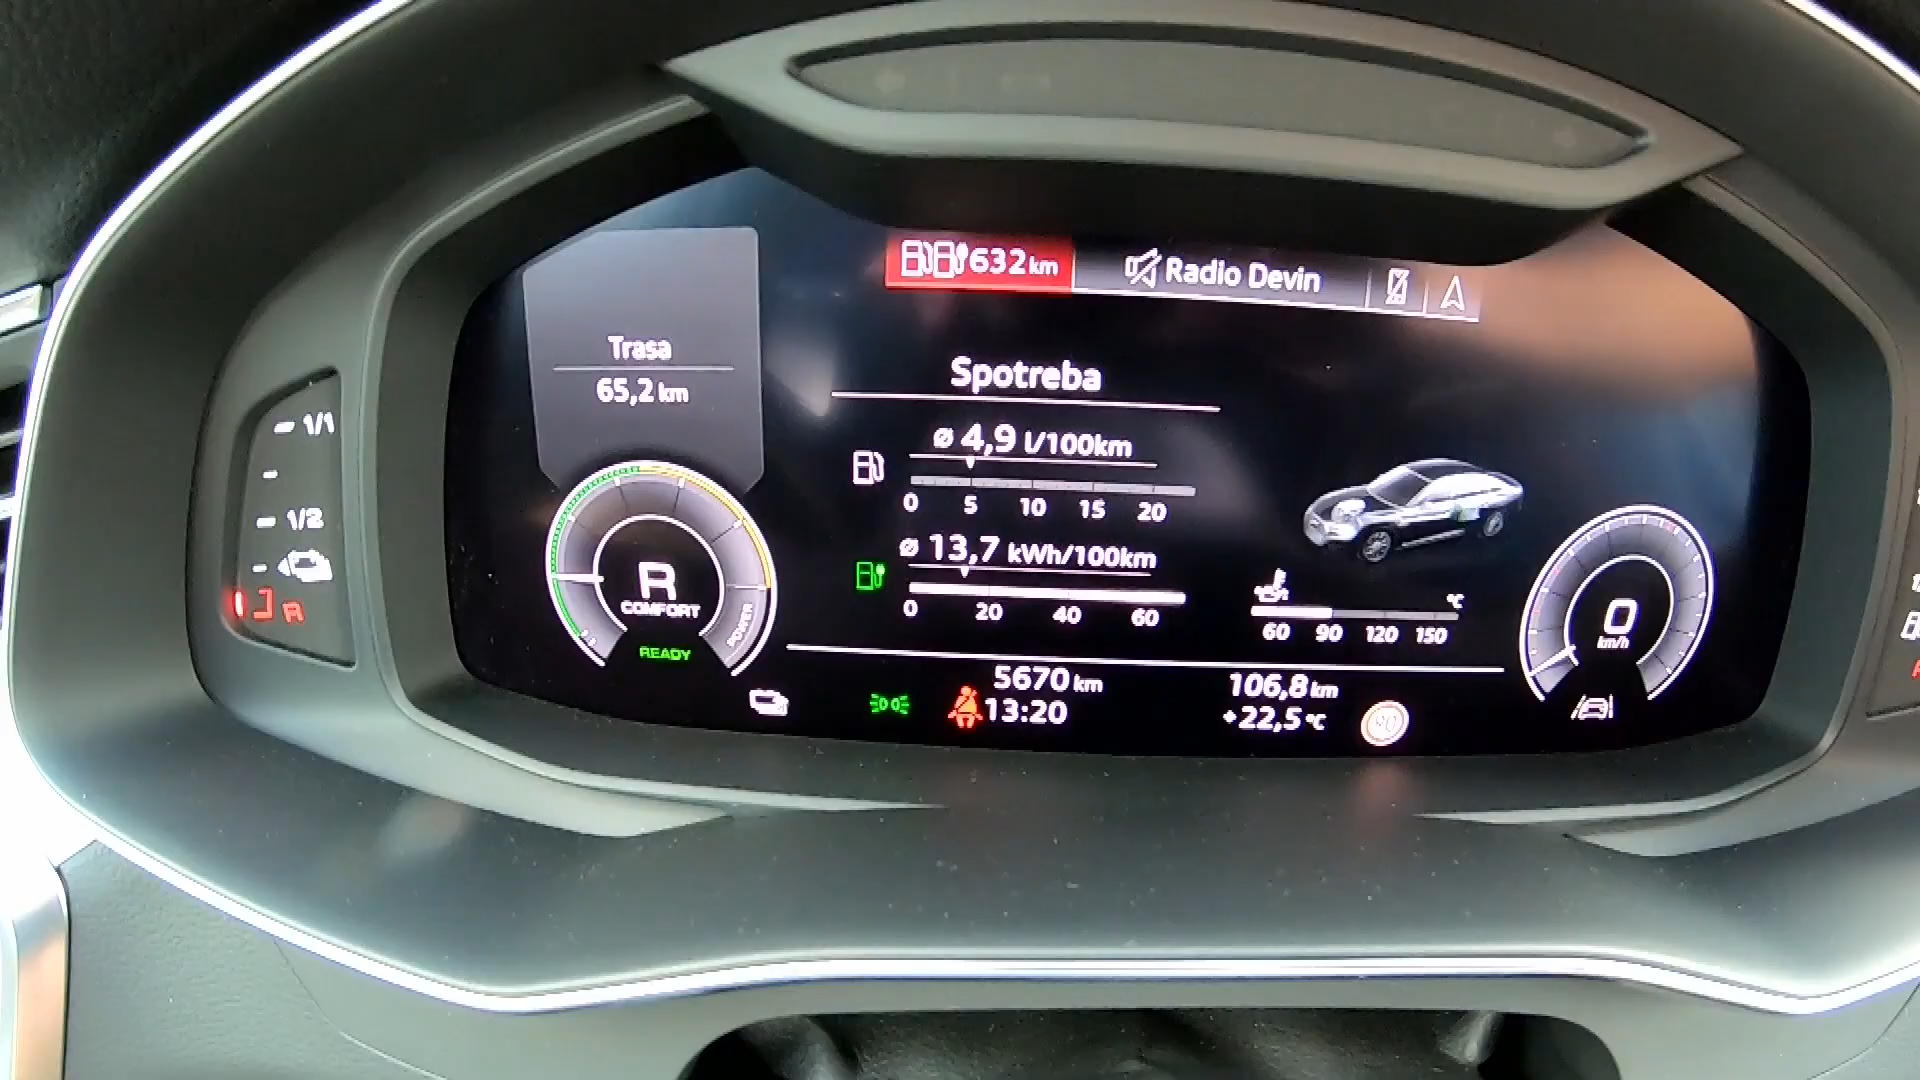 632 km
Radio Devin
Trasa
65,2 km
Spotreba
ø 4,9 l/100km
0 5 10 15 20
ø 13,7 kWh/100km
0 20 40 60
1/1
1/2
R
R
COMFORT
POWER
READY
°C
60 90 120 150
0
km/h
5670 km
13:20
106,8 km
+22,5 °C